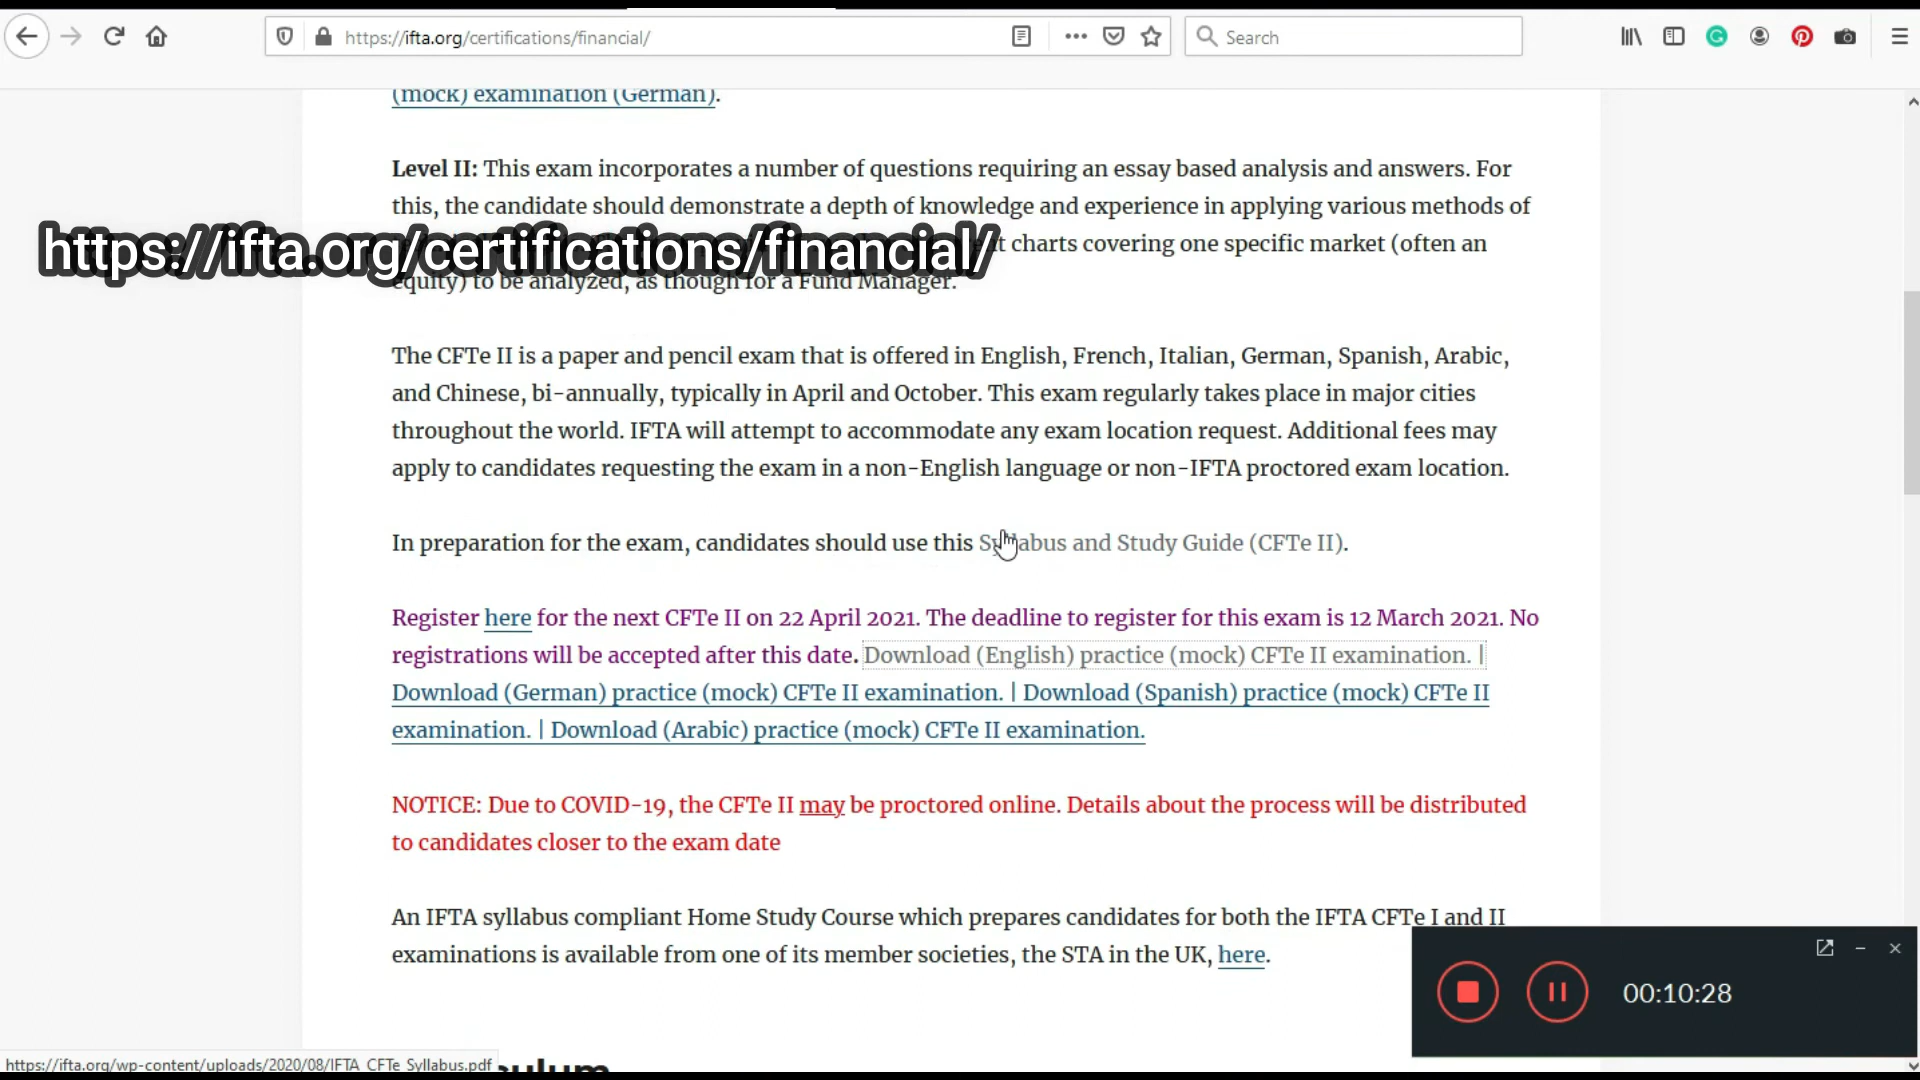 https://ifta.org/certifications/financial/
Search
(mock) examination (German).
Level II: This exam incorporates a number of questions requiring an essay based analysis and answers. For
this, the candidate should demonstrate a depth of knowledge and experience in applying various methods of
https://ifta.org/certifications/financial/
t charts covering one specific market (often an
equity) to be analyzed, as though for a Fund Manager.
The CFTe II is a paper and pencil exam that is offered in English, French, Italian, German, Spanish, Arabic,
and Chinese, bi-annually, typically in April and October. This exam regularly takes place in major cities
throughout the world. IFTA will attempt to accommodate any exam location request. Additional fees may
apply to candidates requesting the exam in a non-English language or non-IFTA proctored exam location.
In preparation for the exam, candidates should use this Syllabus and Study Guide (CFTe II).
Register here for the next CFTe II on 22 April 2021. The deadline to register for this exam is 12 March 2021. No
registrations will be accepted after this date. Download (English) practice (mock) CFTe II examination. |
Download (German) practice (mock) CFTe II examination. | Download (Spanish) practice (mock) CFTe II
examination. | Download (Arabic) practice (mock) CFTe II examination.
NOTICE: Due to COVID-19, the CFTe II may be proctored online. Details about the process will be distributed
to candidates closer to the exam date
An IFTA syllabus compliant Home Study Course which prepares candidates for both the IFTA CFTe I and II
examinations is available from one of its member societies, the STA in the UK, here.
00:10:28
https://ifta.org/wp-content/uploads/2020/08/IFTA_CFTe_Syllabus.pdf